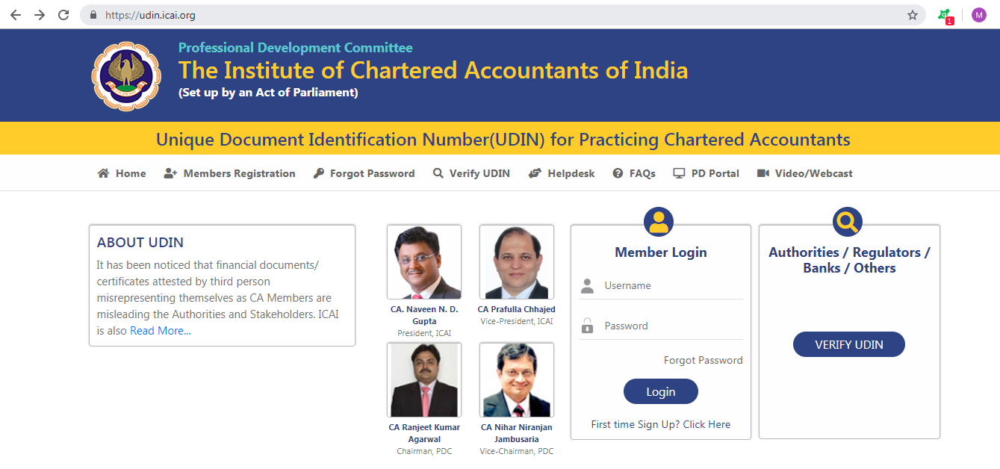 https://udin.icai.org
1
M
Professional Development Committee
The Institute of Chartered Accountants of India
(Set up by an Act of Parliament)
Unique Document Identification Number(UDIN) for Practicing Chartered Accountants
Home Members Registration Forgot Password Verify UDIN Helpdesk FAQs PD Portal Video/Webcast
ABOUT UDIN
It has been noticed that financial documents/
certificates attested by third person
misrepresenting themselves as CA Members are
misleading the Authorities and Stakeholders. ICAI
is also Read More...
CA. Naveen N. D.
Gupta
President, ICAI
CA Prafulla Chhajed
Vice-President, ICAI
CA Ranjeet Kumar
Agarwal
Chairman, PDC
CA Nihar Niranjan
Jambusaria
Vice-Chairman, PDC
Member Login
Username
Password
Forgot Password
Login
First time Sign Up? Click Here
Authorities / Regulators /
Banks / Others
VERIFY UDIN